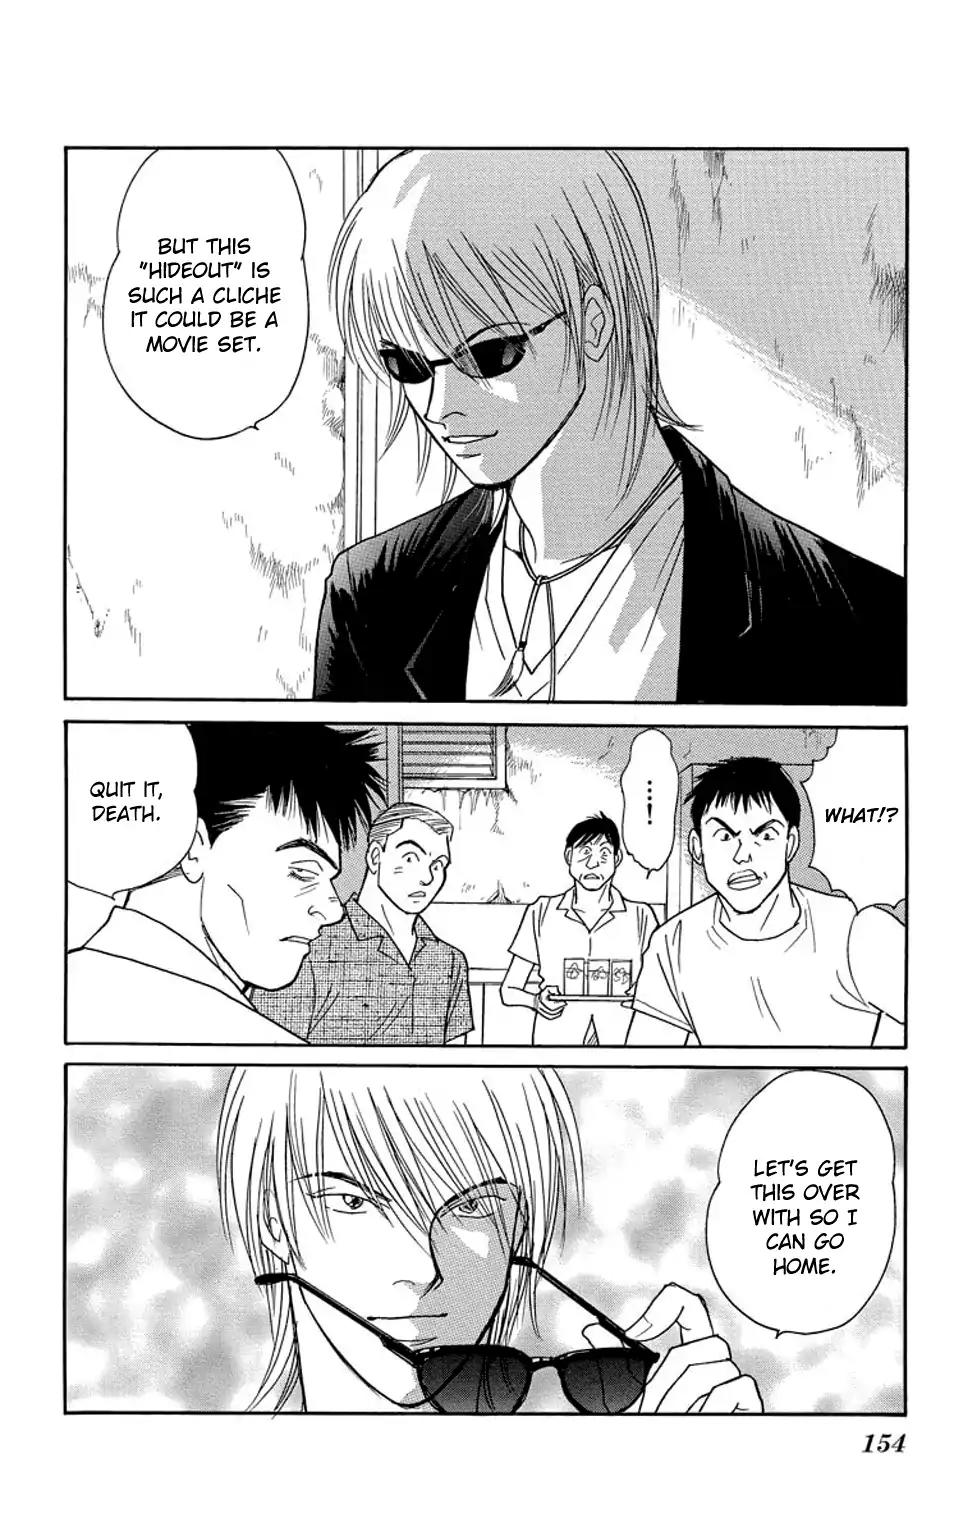 BUT THIS
"HIDEOUT" IS
SUCH A CLICHE
IT COULD BE A
MOVIE SET.
QUIT IT,
DEATH.
....!
WHAT!?
LET'S GET
THIS OVER
WITH SO I
CAN GO
HOME.
154